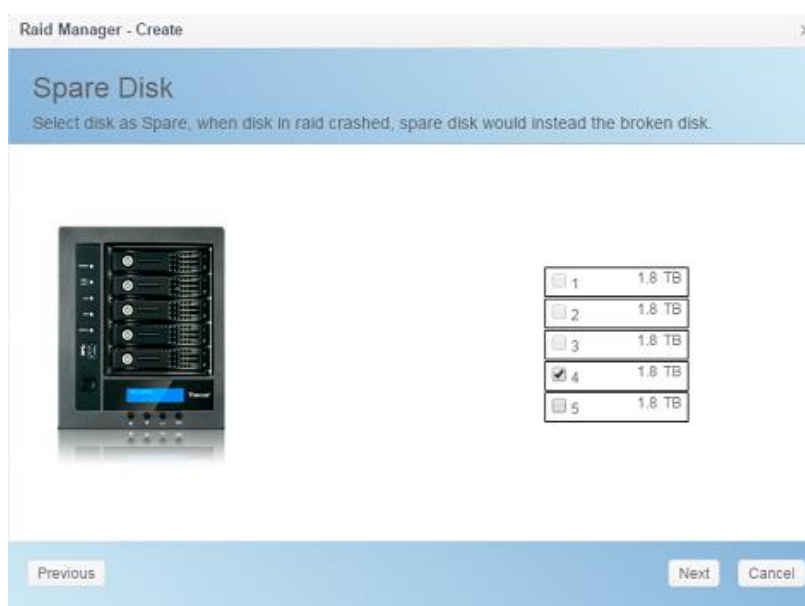 Raid Manager - Create
Spare Disk
Select disk as Spare, when disk in raid crashed, spare disk would instead the broken disk.
1 1.8 TB
2 1.8 TB
3 1.8 TB
4 1.8 TB
5 1.8 TB
Thecus
Previous
Next
Cancel